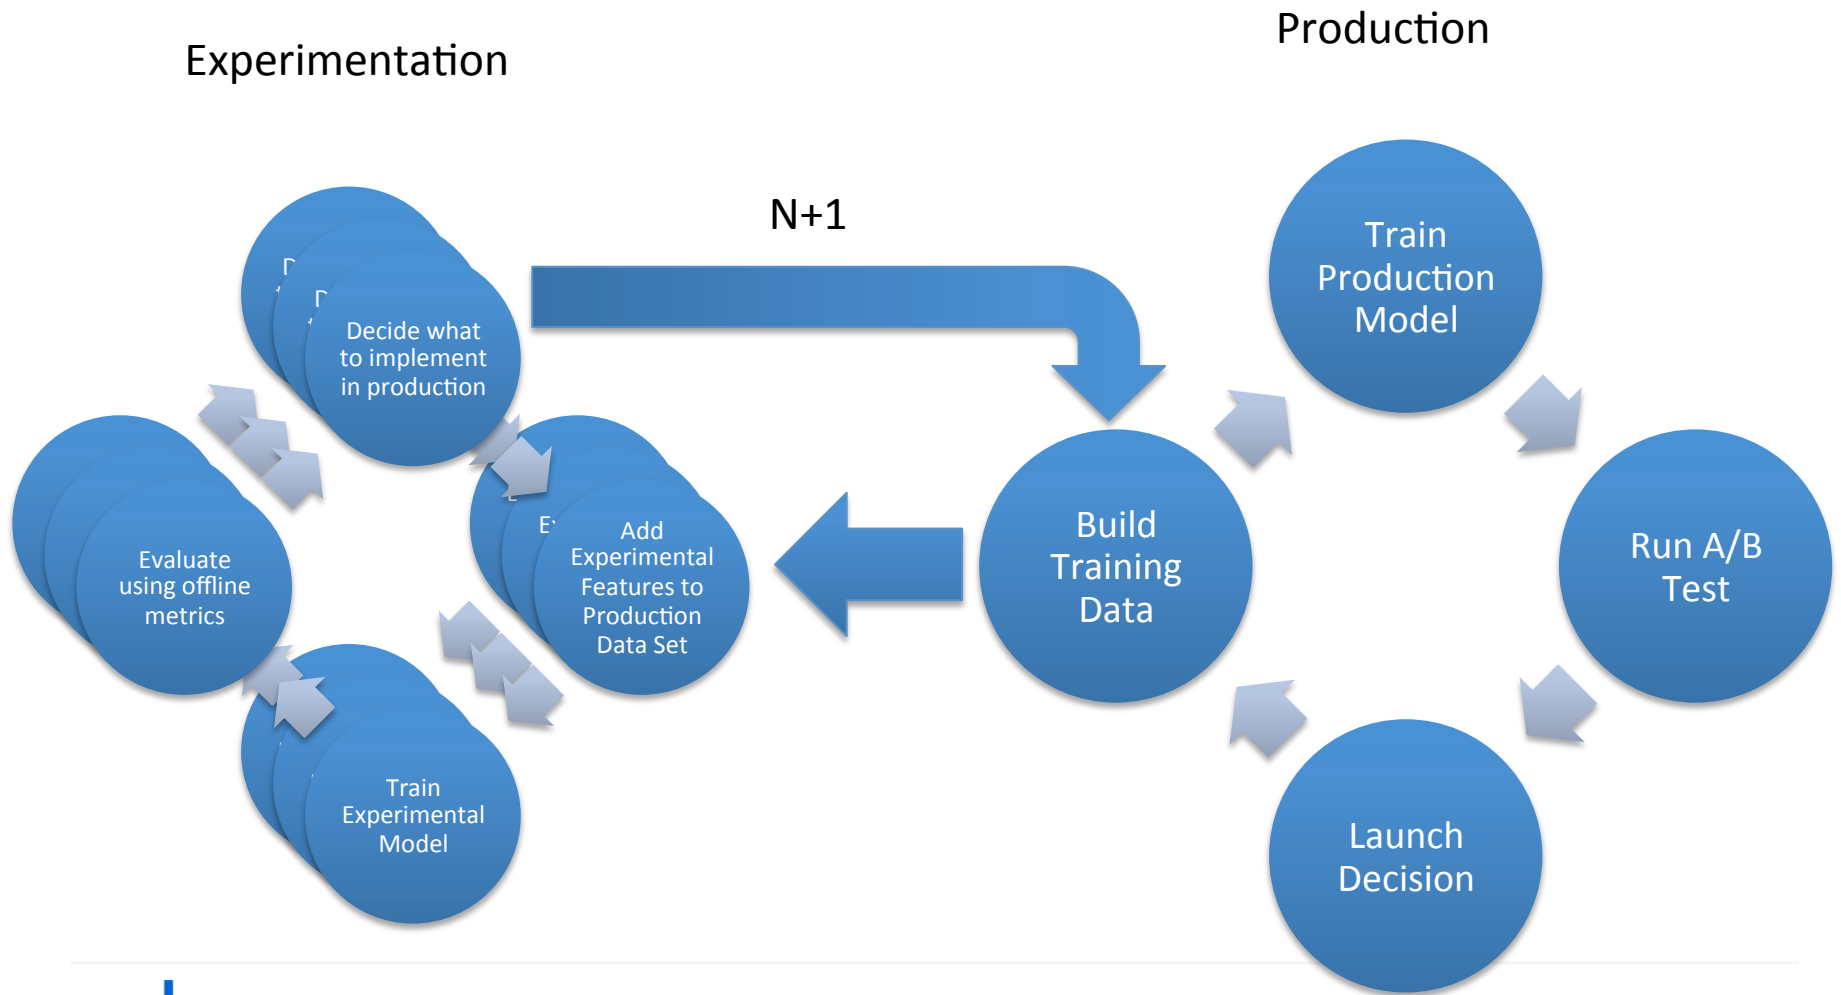 Experimentation
Production
N+1
Decide what
to implement
in production
Evaluate
using offline
metrics
Add
Experimental
Features to
Production
Data Set
Train
Experimental
Model
Train
Production
Model
Build
Training
Data
Run A/B
Test
Launch
Decision